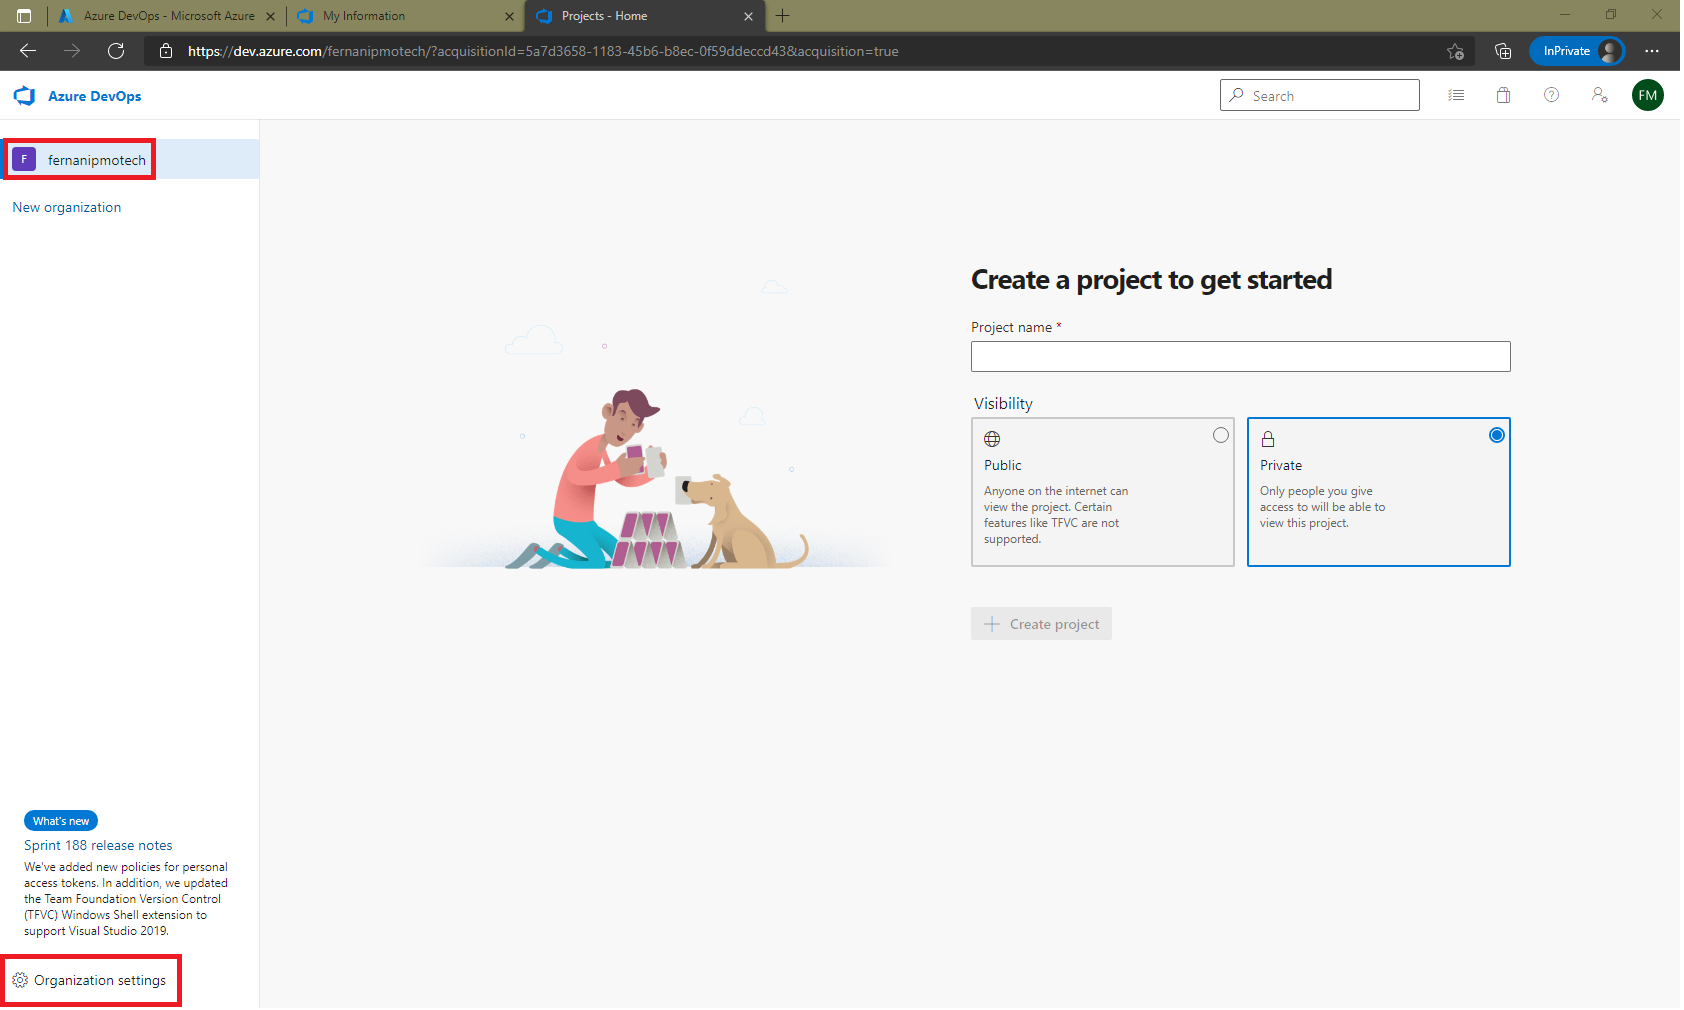 Azure DevOps - Microsoft Azure
My Information
Projects - Home
https://dev.azure.com/fernanipmotech/?acquisitionId=5a7d3658-1183-45b6-b8ec-0f59ddeccd43&acquisition=true
InPrivate
Azure DevOps
Search
FM
F
fernanipmotech
New organization
Create a project to get started
Project name *
Visibility
Public
Anyone on the internet can
view the project. Certain
features like TFVC are not
supported.
Private
Only people you give
access to will be able to
view this project.
Create project
What's new
Sprint 188 release notes
We've added new policies for personal
access tokens. In addition, we updated
the Team Foundation Version Control
(TFVC) Windows Shell extension to
support Visual Studio 2019.
Organization settings